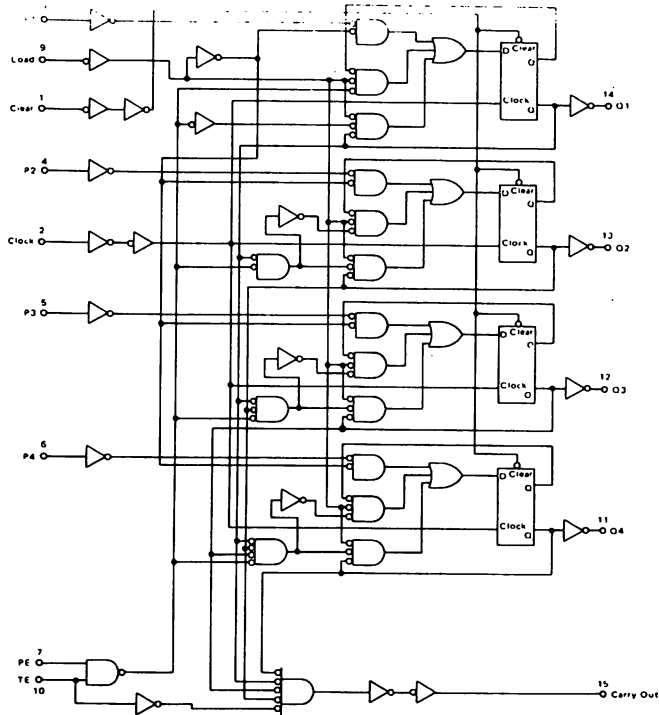 9
Load
1
Clear
4
P2
2
Clock
5
P3
6
P4
7
PE
TE
10
D Clear
Q
Clock
Q
14
Q1
D Clear
Q
Clock
Q
13
Q2
D Clear
Q
Clock
Q
12
Q3
D Clear
Q
Clock
Q
11
Q4
15
Carry Out